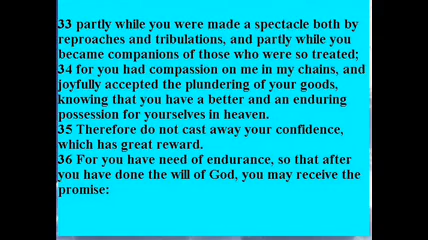 33 partly while you were made a spectacle both by
reproaches and tribulations, and partly while you
became companions of those who were so treated;
34 for you had compassion on me in my chains, and
joyfully accepted the plundering of your goods,
knowing that you have a better and an enduring
possession for yourselves in heaven.
35 Therefore do not cast away your confidence,
which has great reward.
36 For you have need of endurance, so that after
you have done the will of God, you may receive the
promise: